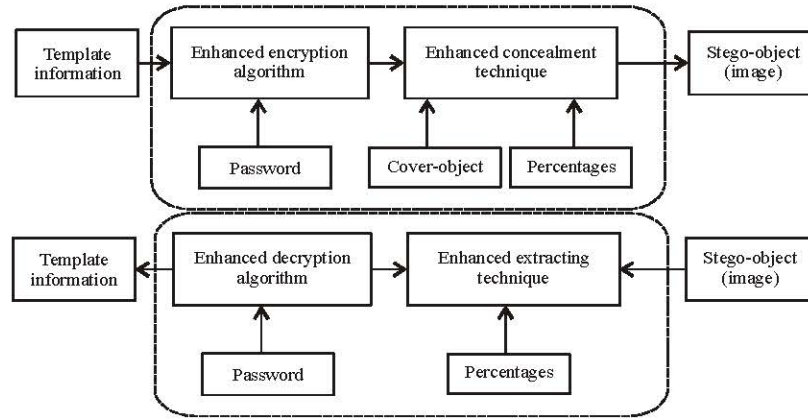 Template
information
Enhanced encryption
algorithm
Enhanced concealment
technique
Stego-object
(image)
Password
Cover-object
Percentages
Template
information
Enhanced decryption
algorithm
Enhanced extracting
technique
Stego-object
(image)
Password
Percentages